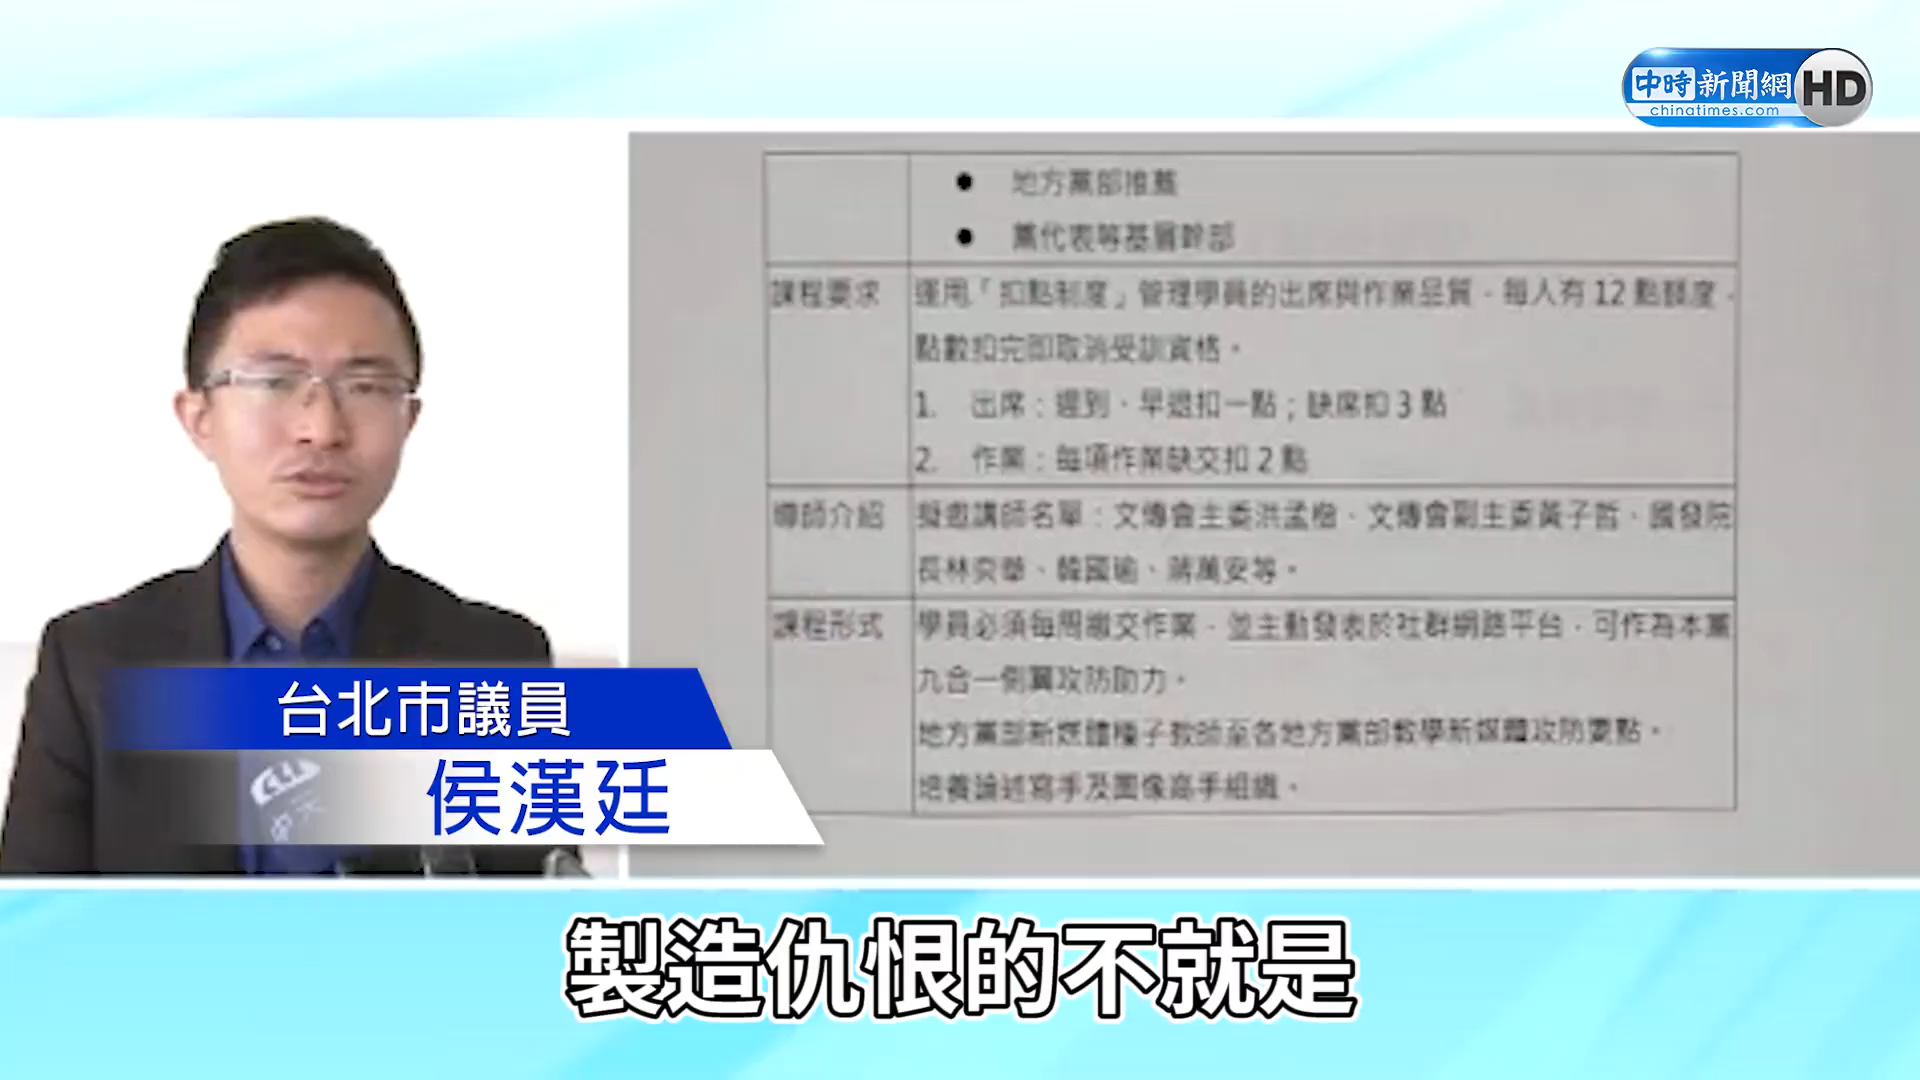 中時新聞網 HD
chinatimes.com
● 地方黨部推薦
● 黨代表等基層幹部
課程要求
運用「扣點制度」管理學員的出席與作業品質，每人有 12 點額度，
點數扣完即取消受訓資格。
1. 出席：遲到、早退扣一點；缺席扣 3 點
2. 作業：每項作業缺交扣 2 點
導師介紹
擬邀講師名單：文傳會主委洪孟楷、文傳會副主委黃子哲、國發院
長林奕華、韓國瑜、蔣萬安等。
課程形式
學員必須每周繳交作業，並主動發表於社群網路平台，可作為本黨
九合一側翼攻防助力。
地方黨部新媒體種子教師至各地方黨部教學新媒體攻防要點。
培養論述寫手及圖像高手組織。
台北市議員
侯漢廷
中天
製造仇恨的不就是